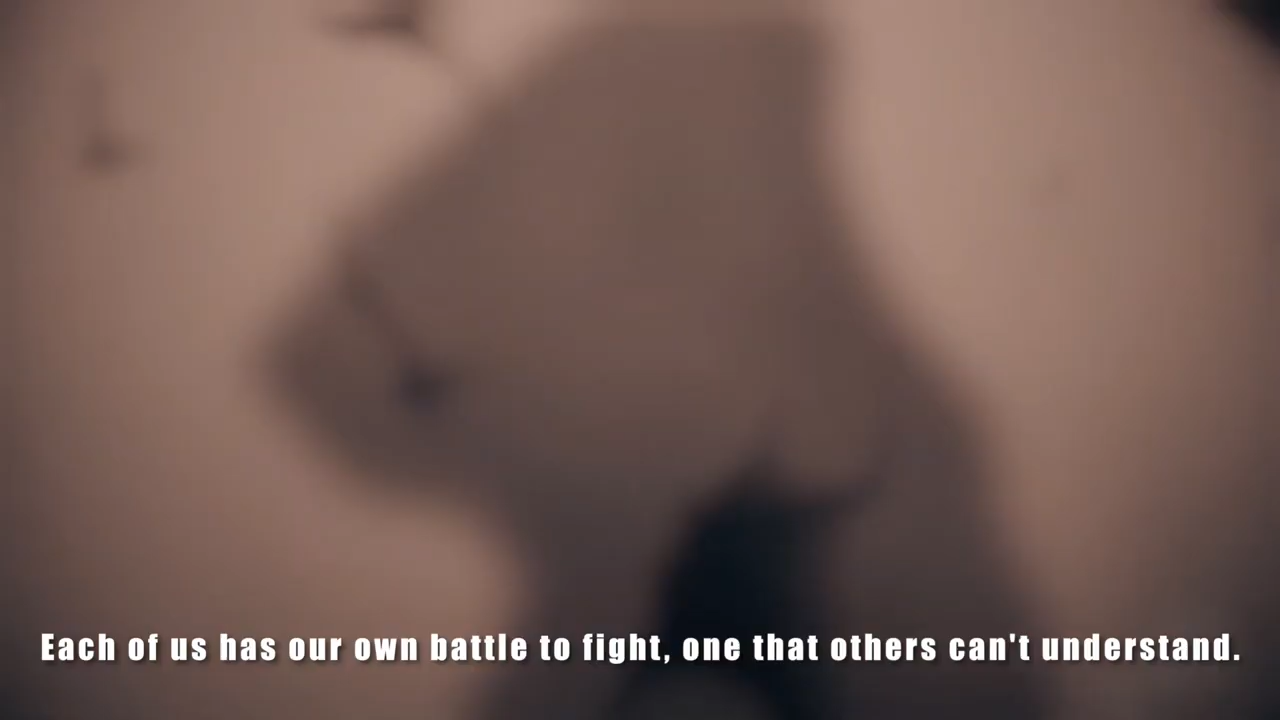 Each of us has our own battle to fight, one that others can't understand.